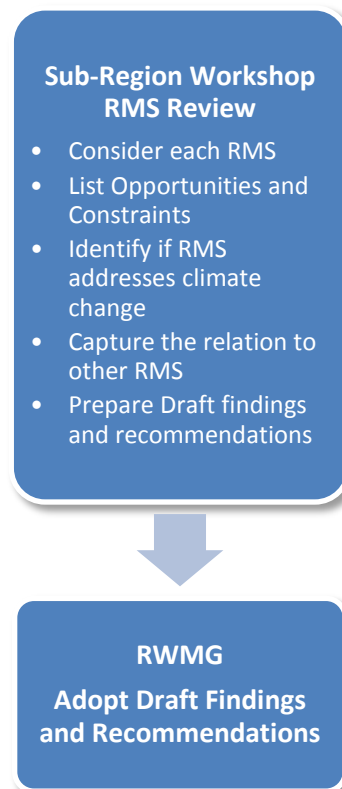 Sub-Region Workshop
RMS Review
• Consider each RMS
• List Opportunities and
Constraints
• Identify if RMS
addresses climate
change
• Capture the relation to
other RMS
• Prepare Draft findings
and recommendations
RWMG
Adopt Draft Findings
and Recommendations